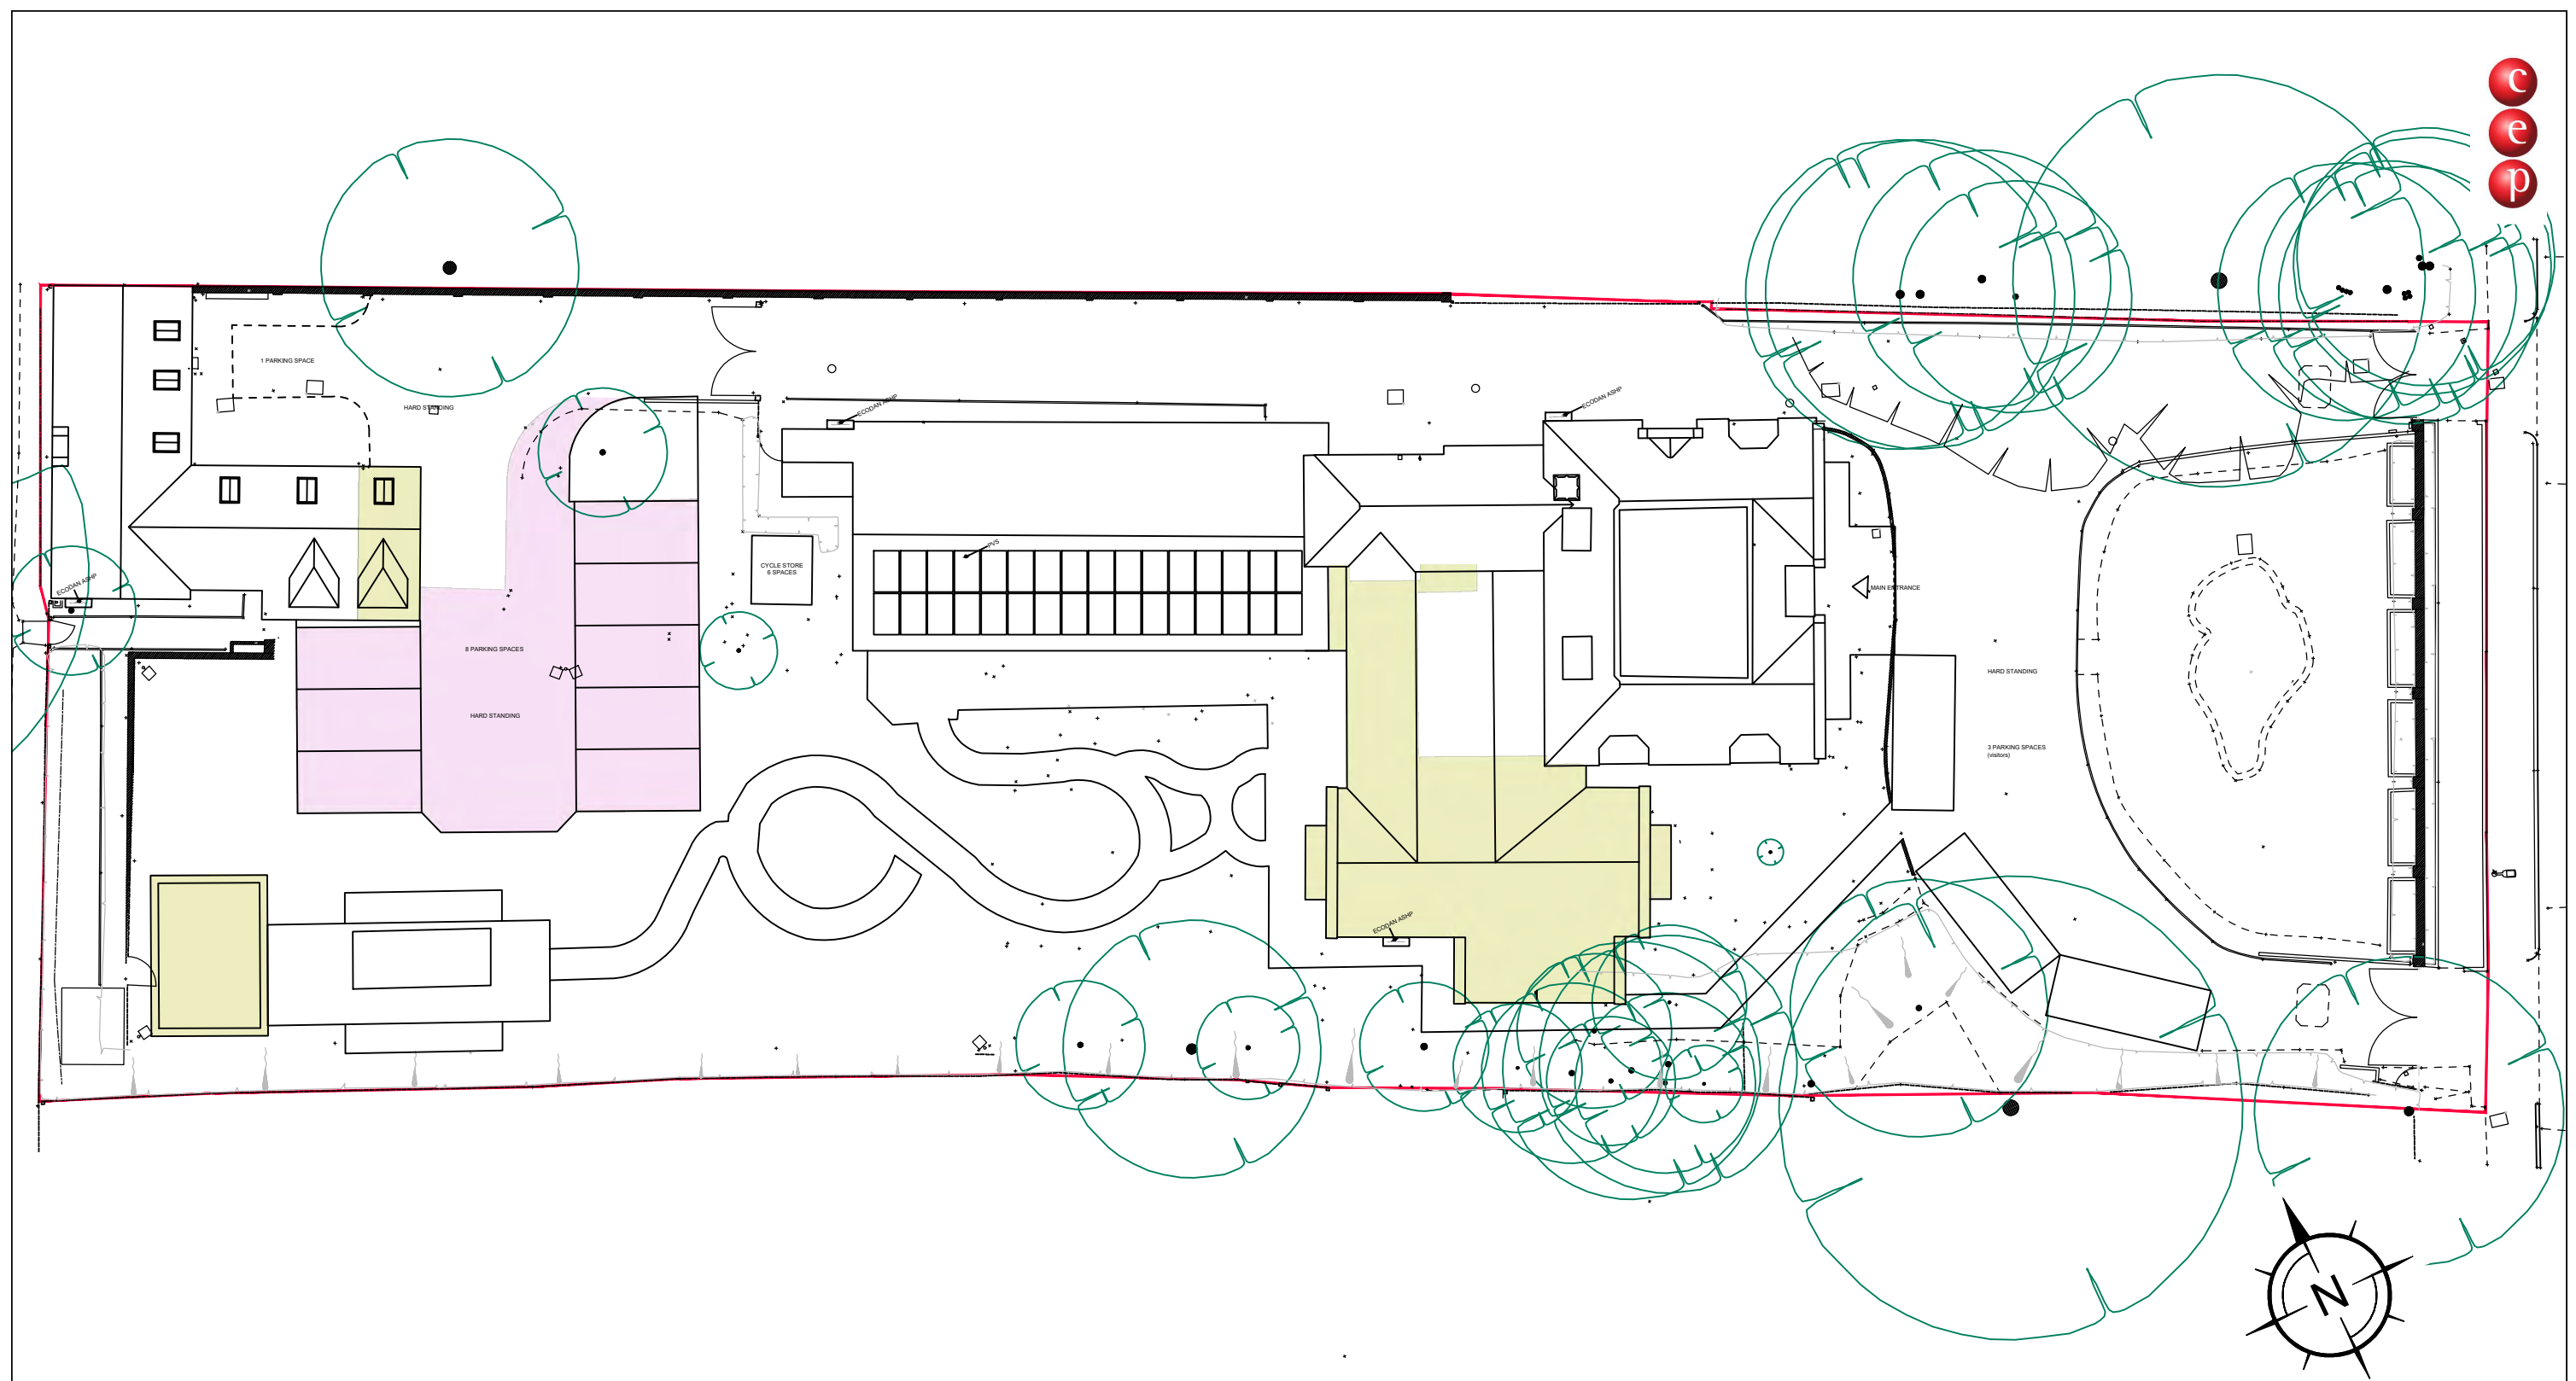 c
e
p
1 PARKING SPACE
HARD STANDING
ECODAN ASHP
ECODAN ASHP
PVS
CYCLE STORE
6 SPACES
ECODAN ASHP
MAIN ENTRANCE
8 PARKING SPACES
HARD STANDING
HARD STANDING
3 PARKING SPACES
(visitors)
ECODAN ASHP
N